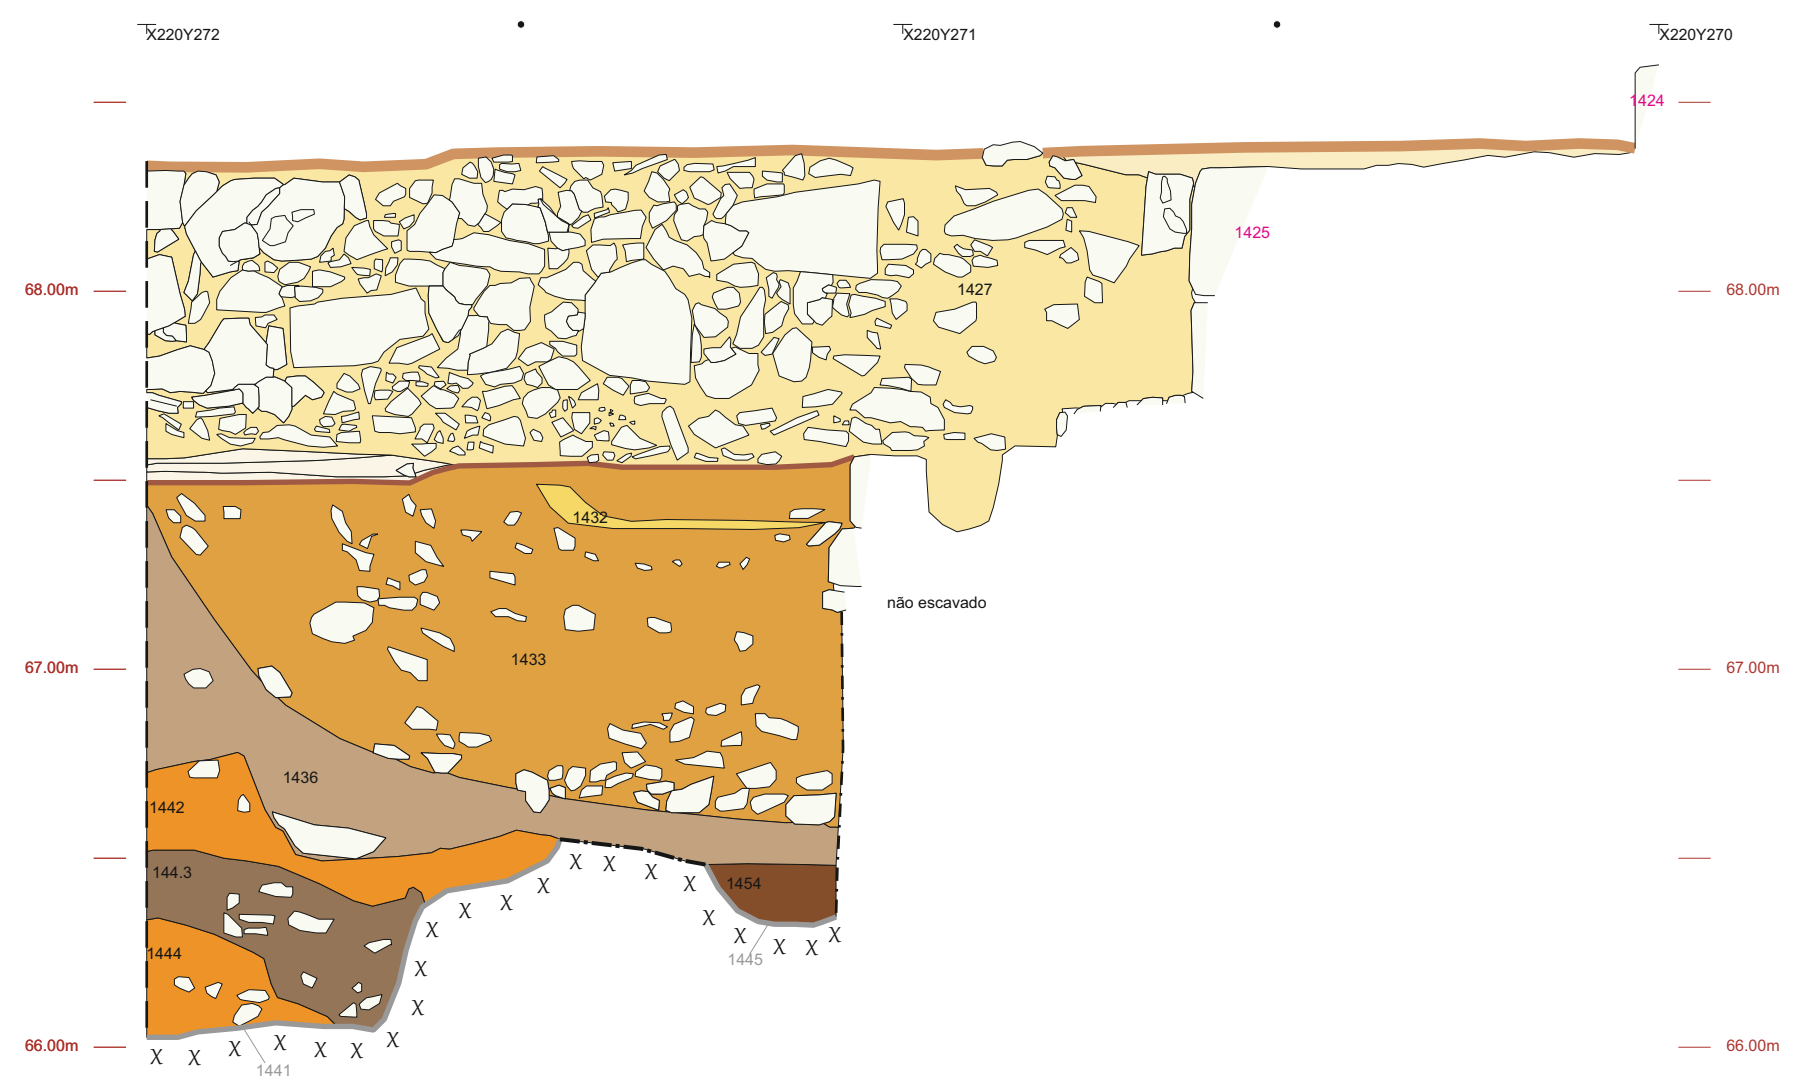 X220Y272
X220Y271
X220Y270
1424
1425
68.00m
1427
68.00m
1432
não escavado
67.00m
1433
67.00m
1436
1442
144.3
1454
1444
1445
66.00m
66.00m
1441
χ χ χ χ χ χ χ χ χ χ χ χ χ χ χ χ χ χ χ χ χ χ